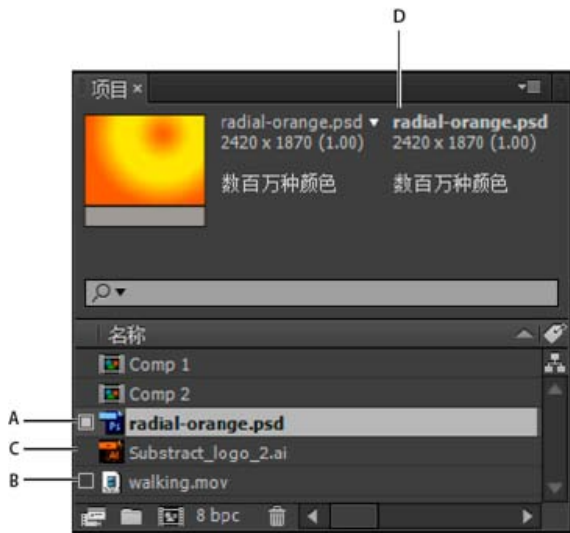 D
项目 ×
radial-orange.psd ▼ radial-orange.psd
2420 x 1870 (1.00) 2420 x 1870 (1.00)
数百万种颜色 数百万种颜色
名称
Comp 1
Comp 2
A Ps radial-orange.psd
C Ai Substract_logo_2.ai
B walking.mov
8 bpc